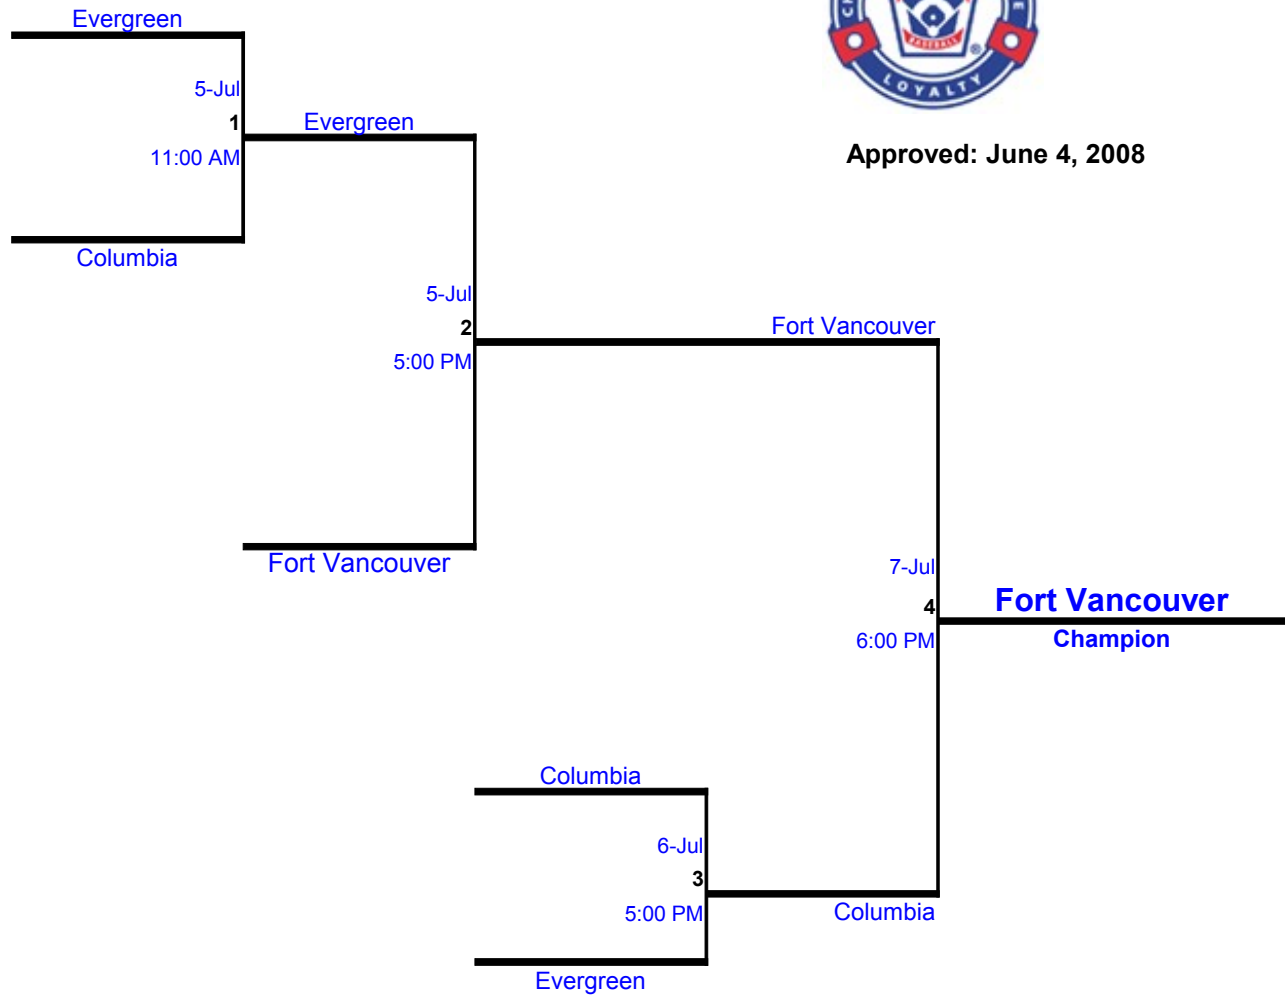 Evergreen
5-Jul
1
11:00 AM
Evergreen
Columbia
BASEBALL
®
LOYALTY
Approved: June 4, 2008
5-Jul
2
5:00 PM
Fort Vancouver
Fort Vancouver
7-Jul
4
6:00 PM
Fort Vancouver
Champion
Columbia
6-Jul
3
5:00 PM
Columbia
Evergreen